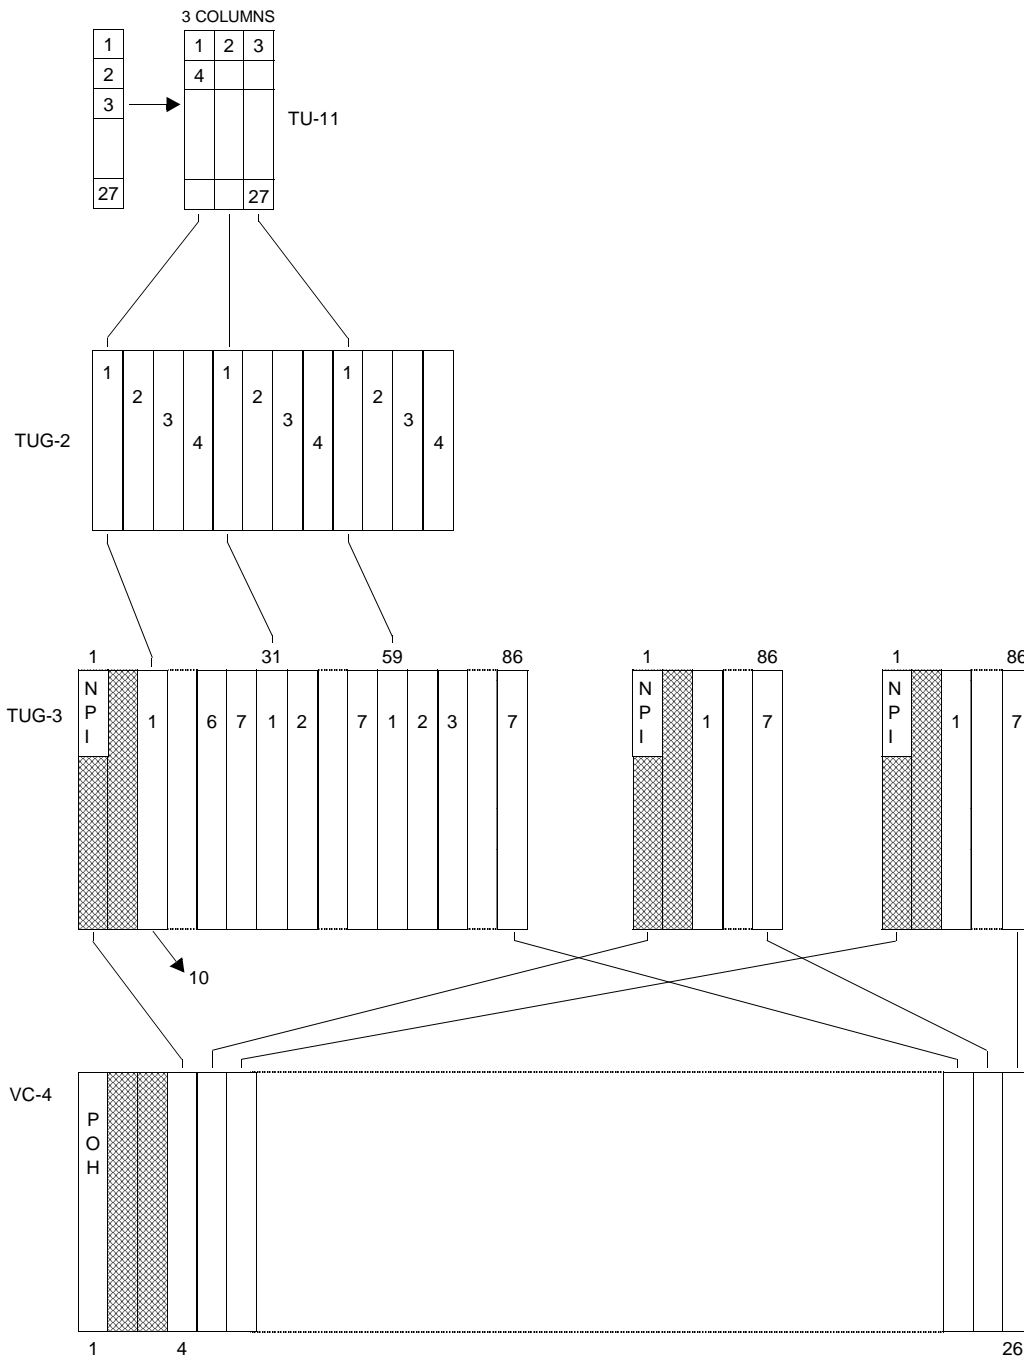 3 COLUMNS
1 1 2 3
2 4
3
TU-11
27 27
1 1 1
2 2 2
3 3 3
TUG-2 4 4 4
1 31 59 86 1 86 1 86
N P I N P I N P I
TUG-3 1 6 7 1 2 7 1 2 3 7 1 7 1 7
10
VC-4
P O H
1 4 26